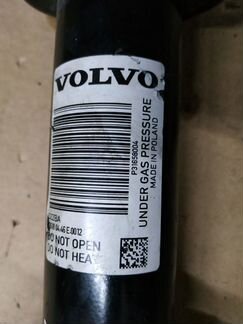 VOLVO
P31658004
UNDER GAS PRESSURE
MADE IN POLAND
DO NOT OPEN
DO NOT HEAT